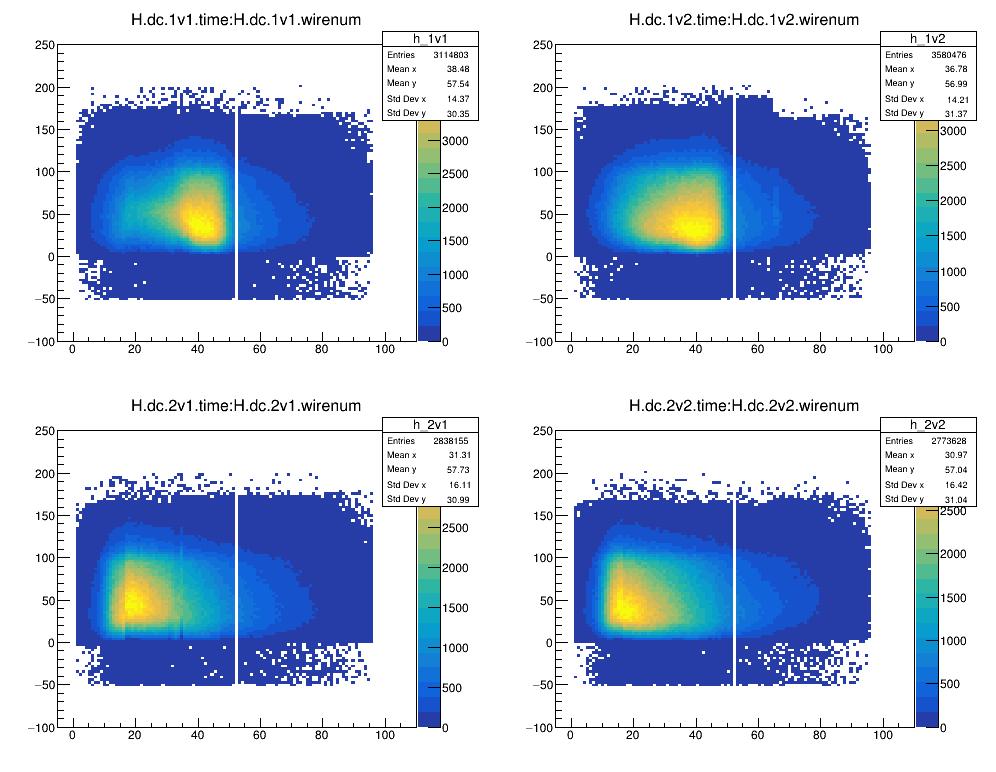 H.dc.1v1.time:H.dc.1v1.wirenum
h_1v1
Entries 3114803
Mean x 38.48
Mean y 57.54
Std Dev x 14.37
Std Dev y 30.35
250
200
150
100
50
0
−50
−100
0 20 40 60 80 100
3000
2500
2000
1500
1000
500
0
H.dc.1v2.time:H.dc.1v2.wirenum
h_1v2
Entries 3580476
Mean x 36.78
Mean y 56.99
Std Dev x 14.21
Std Dev y 31.37
250
200
150
100
50
0
−50
−100
0 20 40 60 80 100
3000
2500
2000
1500
1000
500
0
H.dc.2v1.time:H.dc.2v1.wirenum
h_2v1
Entries 2838155
Mean x 31.31
Mean y 57.73
Std Dev x 16.11
Std Dev y 30.99
250
200
150
100
50
0
−50
−100
0 20 40 60 80 100
2500
2000
1500
1000
500
0
H.dc.2v2.time:H.dc.2v2.wirenum
h_2v2
Entries 2773628
Mean x 30.97
Mean y 57.04
Std Dev x 16.42
Std Dev y 31.04
250
200
150
100
50
0
−50
−100
0 20 40 60 80 100
2500
2000
1500
1000
500
0